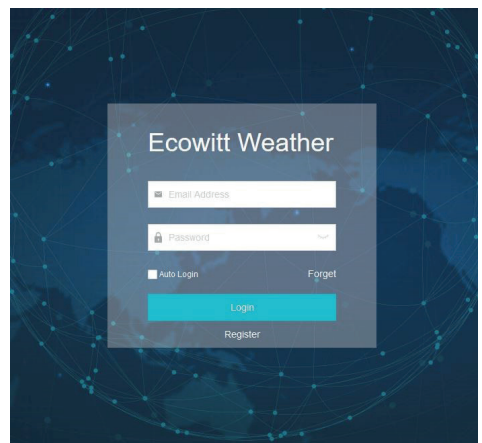 Ecowitt Weather
Email Address
Password
Auto Login Forget
Login
Register